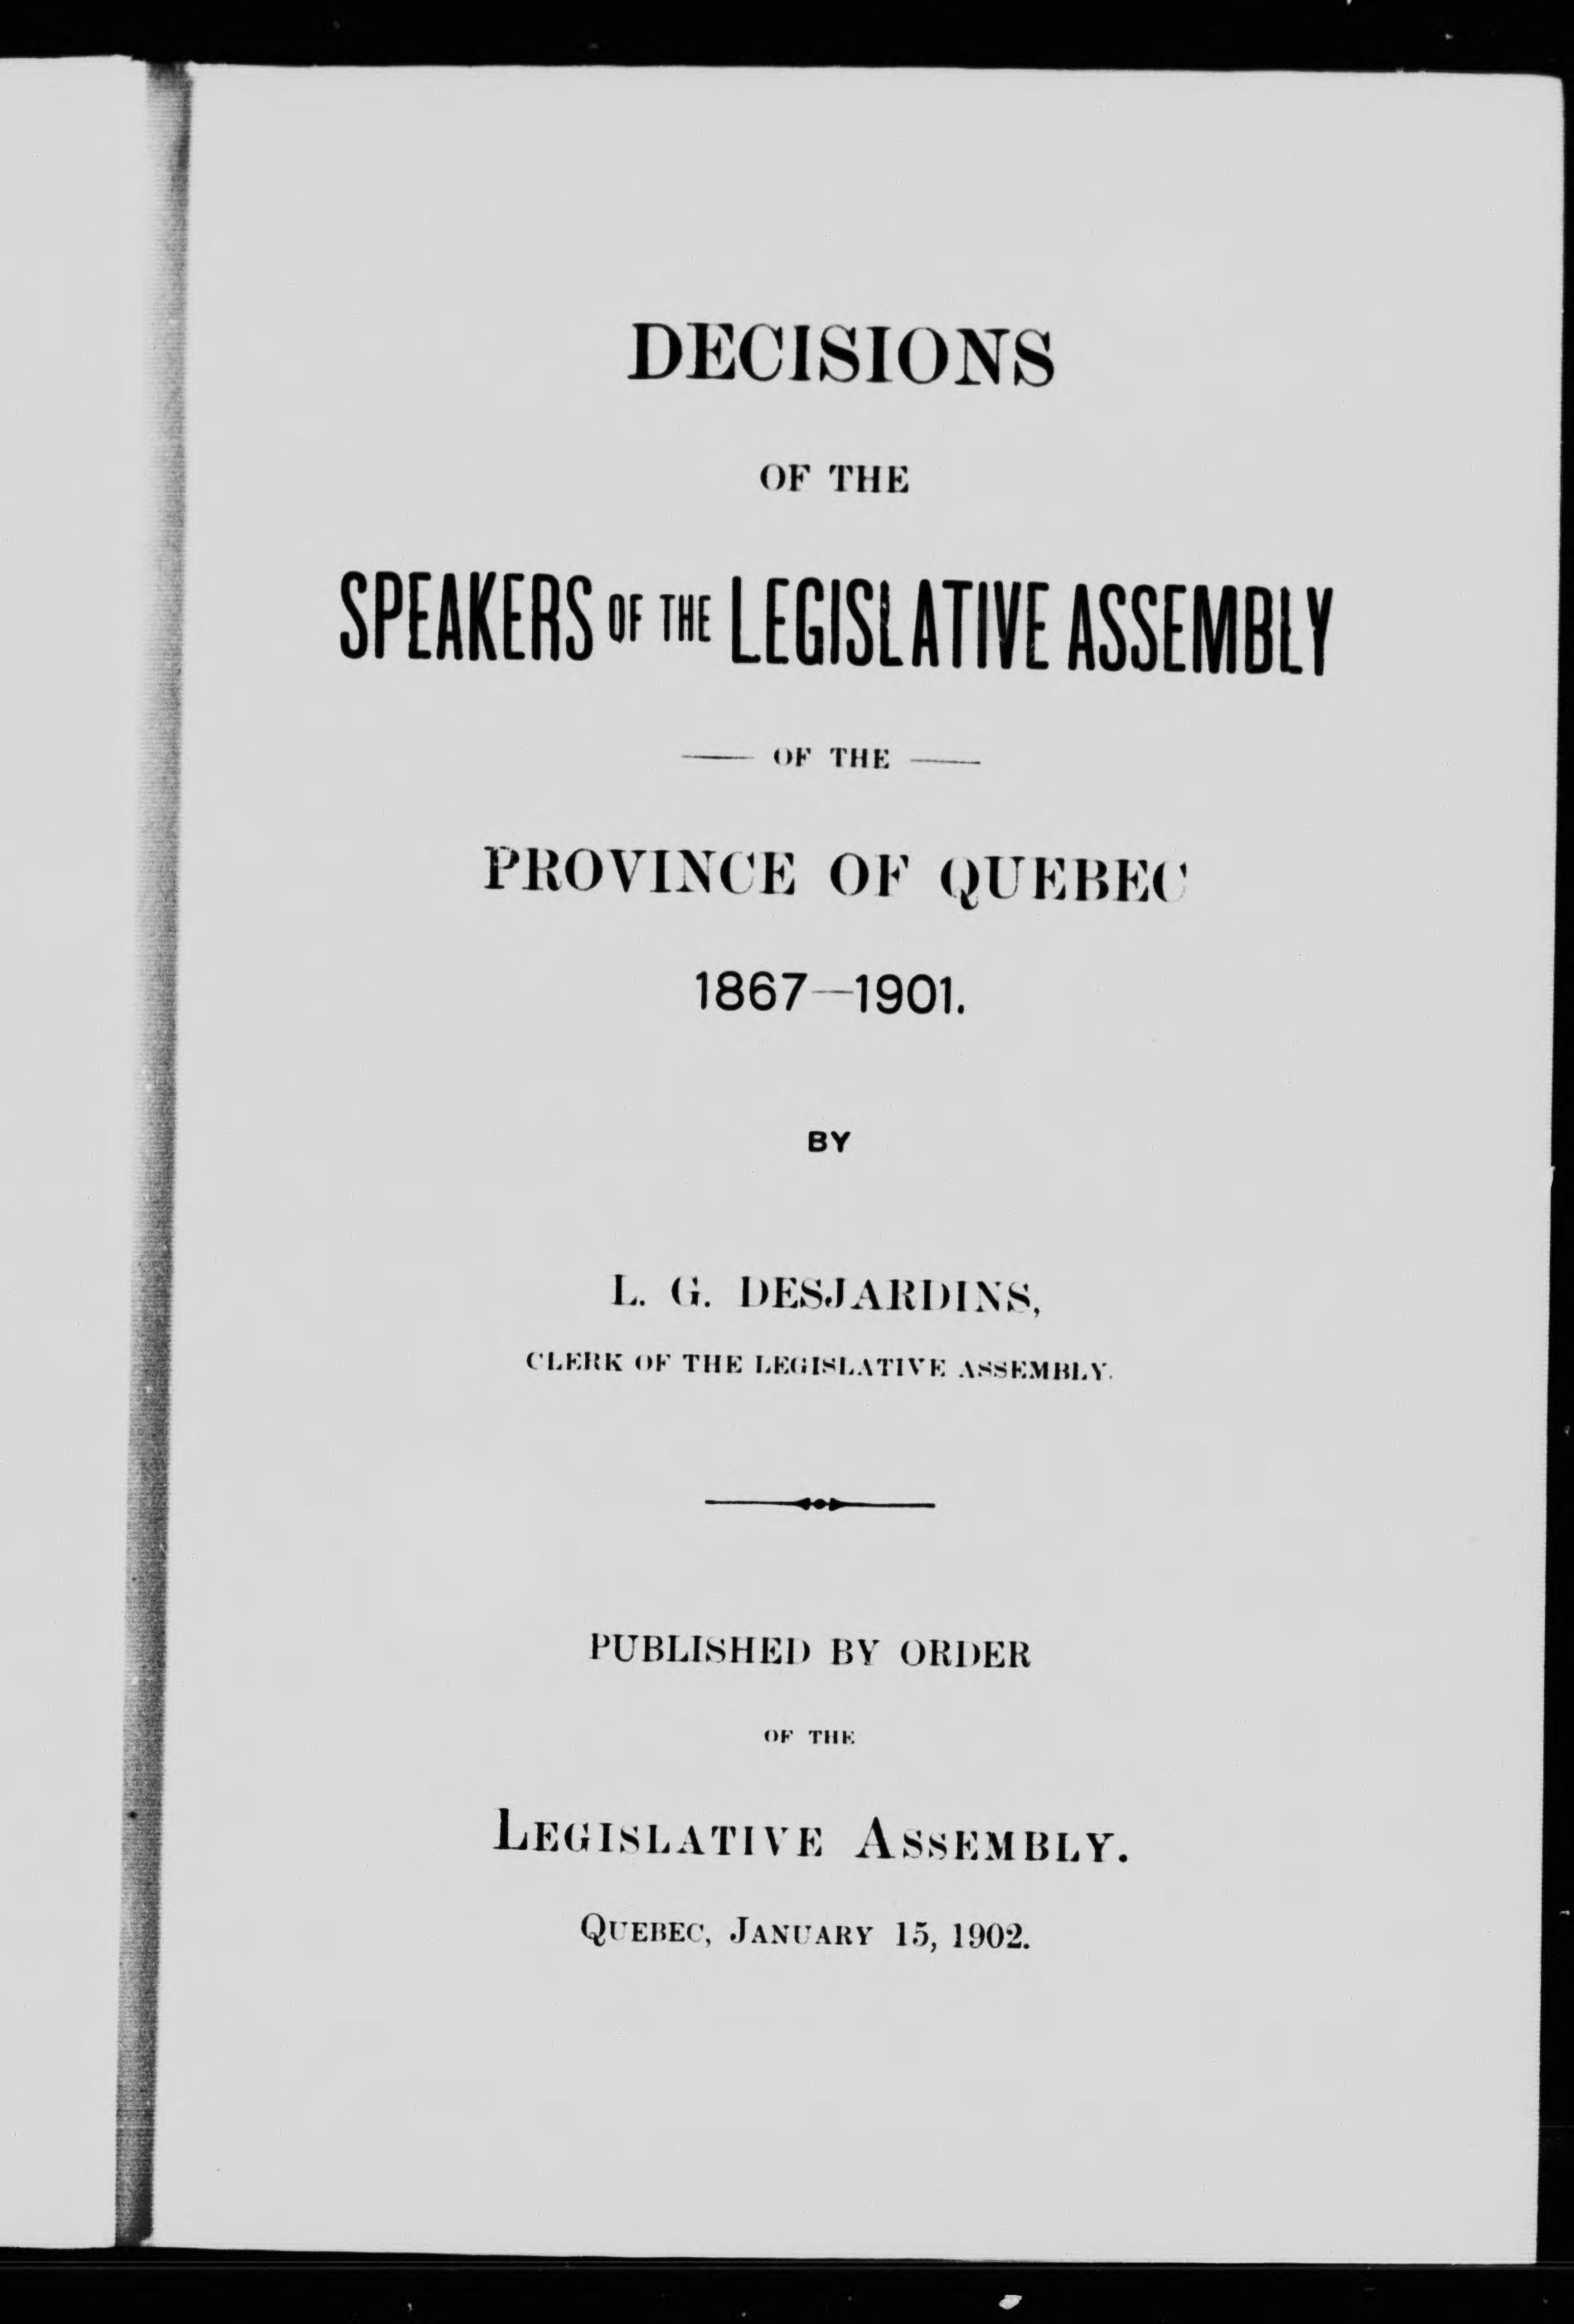 DECISIONS
OF THE
SPEAKERS OF THE LEGISLATIVE ASSEMBLY
— OF THE —
PROVINCE OF QUEBEC
1867—1901.
BY
L. G. DESJARDINS,
CLERK OF THE LEGISLATIVE ASSEMBLY.
PUBLISHED BY ORDER
OF THE
LEGISLATIVE ASSEMBLY.
QUEBEC, JANUARY 15, 1902.